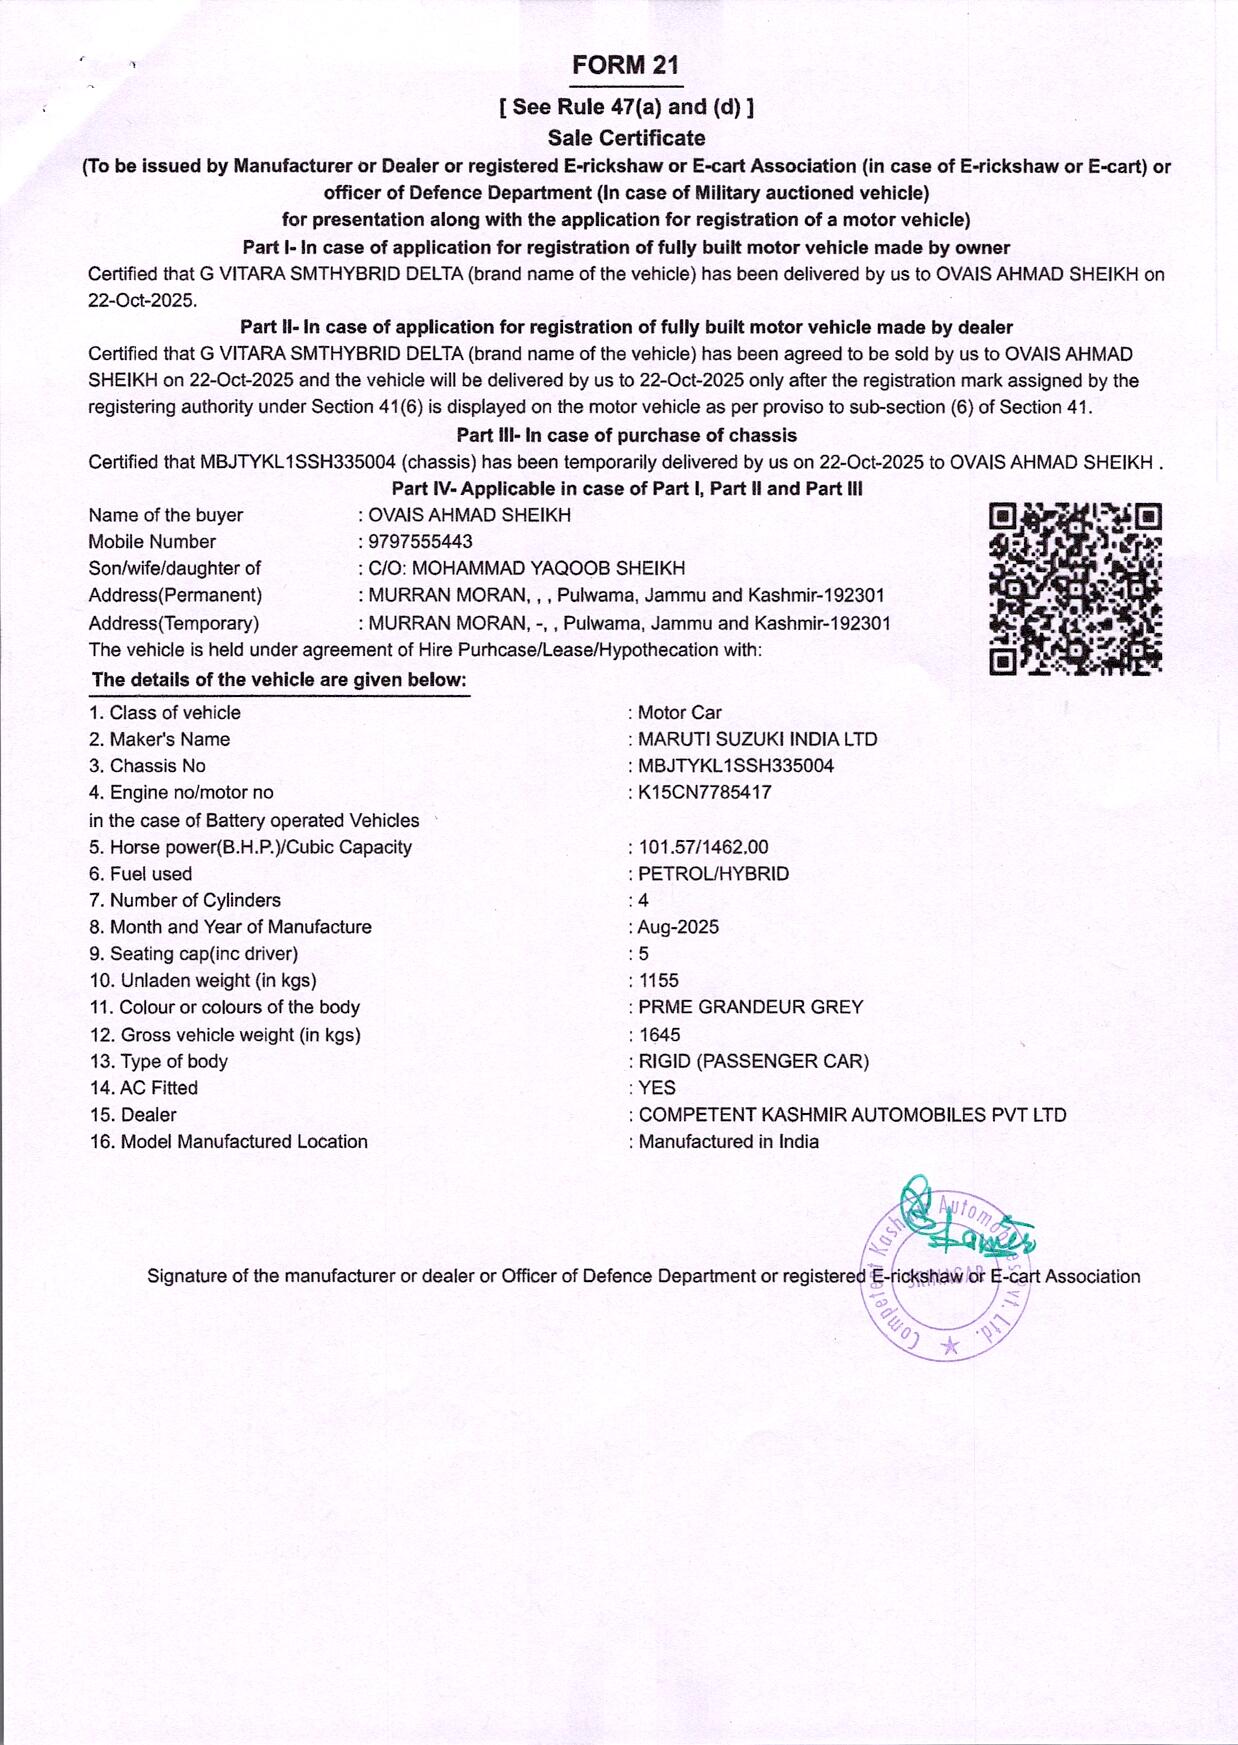 FORM 21
[ See Rule 47(a) and (d) ]
Sale Certificate
(To be issued by Manufacturer or Dealer or registered E-rickshaw or E-cart Association (in case of E-rickshaw or E-cart) or
officer of Defence Department (In case of Military auctioned vehicle)
for presentation along with the application for registration of a motor vehicle)
Part I- In case of application for registration of fully built motor vehicle made by owner
Certified that G VITARA SMTHYBRID DELTA (brand name of the vehicle) has been delivered by us to OVAIS AHMAD SHEIKH on
22-Oct-2025.
Part II- In case of application for registration of fully built motor vehicle made by dealer
Certified that G VITARA SMTHYBRID DELTA (brand name of the vehicle) has been agreed to be sold by us to OVAIS AHMAD
SHEIKH on 22-Oct-2025 and the vehicle will be delivered by us to 22-Oct-2025 only after the registration mark assigned by the
registering authority under Section 41(6) is displayed on the motor vehicle as per proviso to sub-section (6) of Section 41.
Part III- In case of purchase of chassis
Certified that MBJTYKL1SSH335004 (chassis) has been temporarily delivered by us on 22-Oct-2025 to OVAIS AHMAD SHEIKH .
Part IV- Applicable in case of Part I, Part II and Part III
Name of the buyer : OVAIS AHMAD SHEIKH
Mobile Number : 9797555443
Son/wife/daughter of : C/O: MOHAMMAD YAQOOB SHEIKH
Address(Permanent) : MURRAN MORAN, , , Pulwama, Jammu and Kashmir-192301
Address(Temporary) : MURRAN MORAN, -, , Pulwama, Jammu and Kashmir-192301
The vehicle is held under agreement of Hire Purhcase/Lease/Hypothecation with:
The details of the vehicle are given below:
1. Class of vehicle : Motor Car
2. Maker's Name : MARUTI SUZUKI INDIA LTD
3. Chassis No : MBJTYKL1SSH335004
4. Engine no/motor no : K15CN7785417
in the case of Battery operated Vehicles
5. Horse power(B.H.P.)/Cubic Capacity : 101.57/1462.00
6. Fuel used : PETROL/HYBRID
7. Number of Cylinders : 4
8. Month and Year of Manufacture : Aug-2025
9. Seating cap(inc driver) : 5
10. Unladen weight (in kgs) : 1155
11. Colour or colours of the body : PRME GRANDEUR GREY
12. Gross vehicle weight (in kgs) : 1645
13. Type of body : RIGID (PASSENGER CAR)
14. AC Fitted : YES
15. Dealer : COMPETENT KASHMIR AUTOMOBILES PVT LTD
16. Model Manufactured Location : Manufactured in India
Signature of the manufacturer or dealer or Officer of Defence Department or registered E-rickshaw or E-cart Association
Competent Kashmir Automobiles Pvt. Ltd.
SRINAGAR